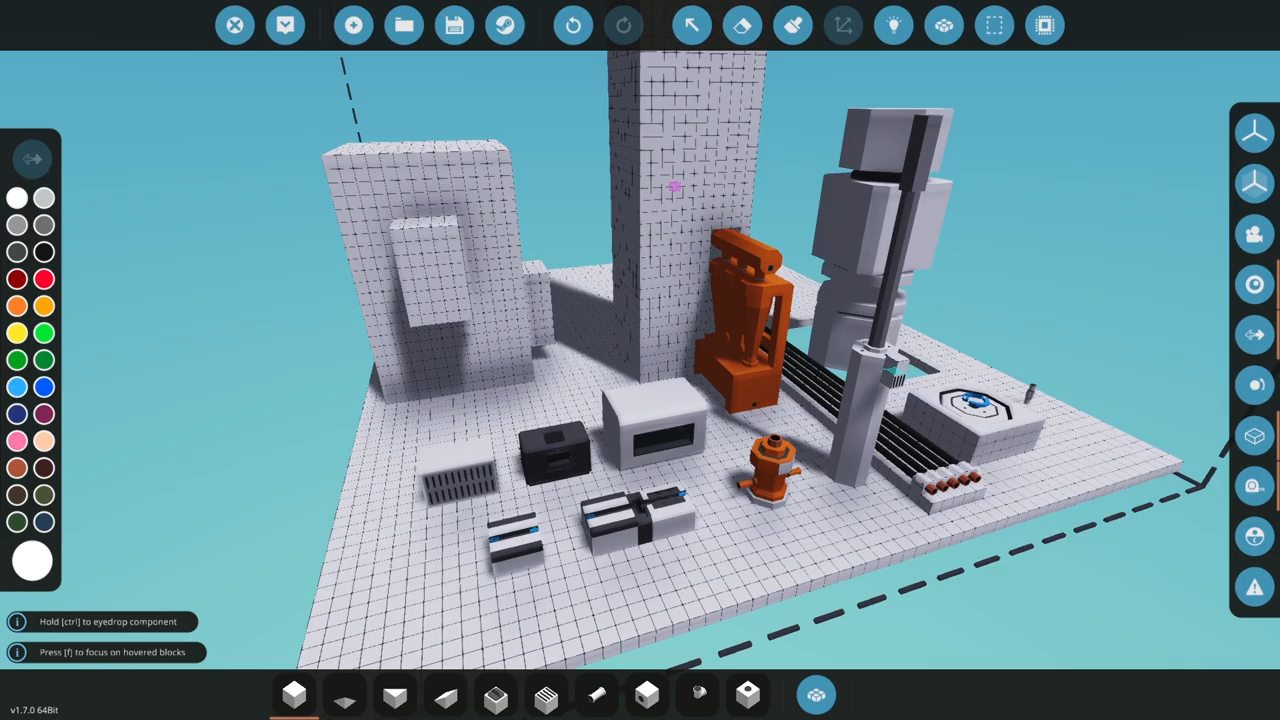 Hold [ctrl] to eyedrop component
Press [f] to focus on hovered blocks
v1.7.0 64Bit